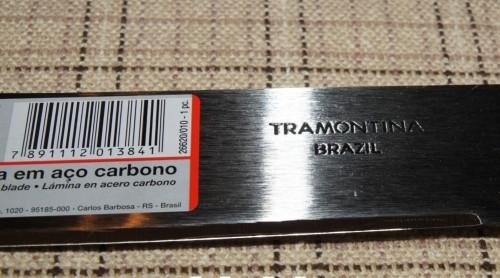 26620/010 - 1 pc.
7 891112 013841
a em aço carbono
blade • Lámina en acero carbono
, 1020 - 95185-000 - Carlos Barbosa - RS - Brasil
TRAMONTINA
BRAZIL